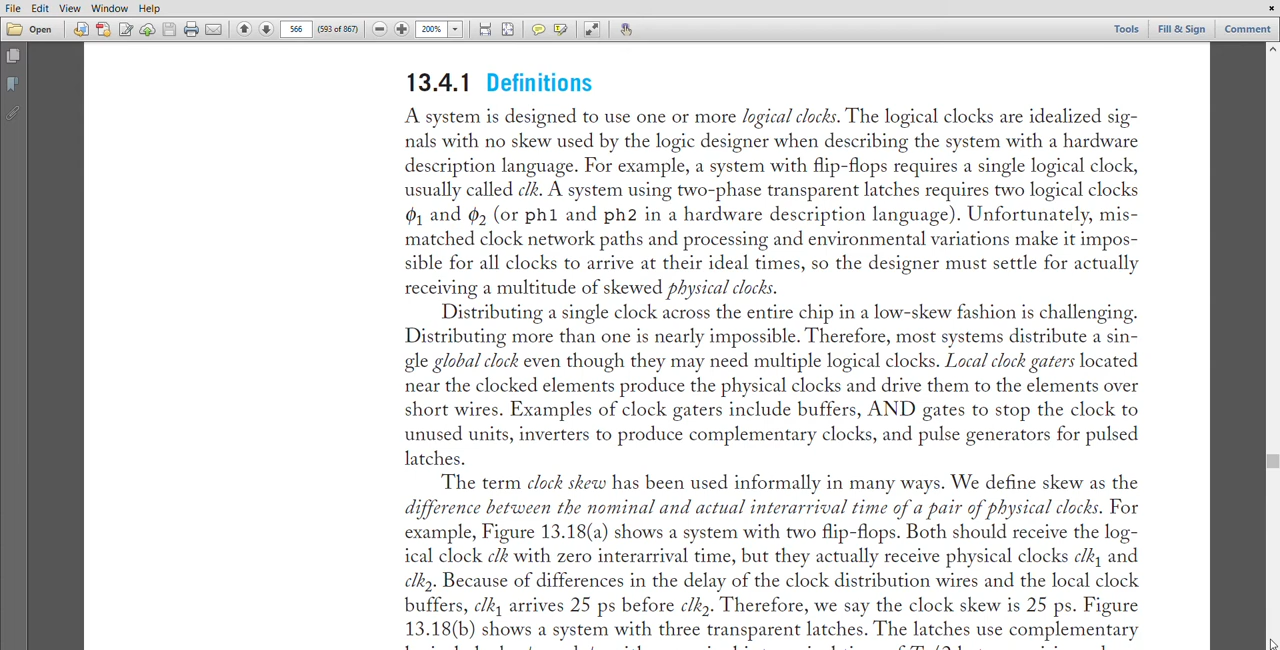 File Edit View Window Help ×
Open 566 (593 of 867) 200% Tools Fill & Sign Comment
13.4.1 Definitions
A system is designed to use one or more logical clocks. The logical clocks are idealized sig-
nals with no skew used by the logic designer when describing the system with a hardware
description language. For example, a system with flip-flops requires a single logical clock,
usually called clk. A system using two-phase transparent latches requires two logical clocks
ϕ1 and ϕ2 (or ph1 and ph2 in a hardware description language). Unfortunately, mis-
matched clock network paths and processing and environmental variations make it impos-
sible for all clocks to arrive at their ideal times, so the designer must settle for actually
receiving a multitude of skewed physical clocks.
Distributing a single clock across the entire chip in a low-skew fashion is challenging.
Distributing more than one is nearly impossible. Therefore, most systems distribute a sin-
gle global clock even though they may need multiple logical clocks. Local clock gaters located
near the clocked elements produce the physical clocks and drive them to the elements over
short wires. Examples of clock gaters include buffers, AND gates to stop the clock to
unused units, inverters to produce complementary clocks, and pulse generators for pulsed
latches.
The term clock skew has been used informally in many ways. We define skew as the
difference between the nominal and actual interarrival time of a pair of physical clocks. For
example, Figure 13.18(a) shows a system with two flip-flops. Both should receive the log-
ical clock clk with zero interarrival time, but they actually receive physical clocks clk1 and
clk2. Because of differences in the delay of the clock distribution wires and the local clock
buffers, clk1 arrives 25 ps before clk2. Therefore, we say the clock skew is 25 ps. Figure
13.18(b) shows a system with three transparent latches. The latches use complementary